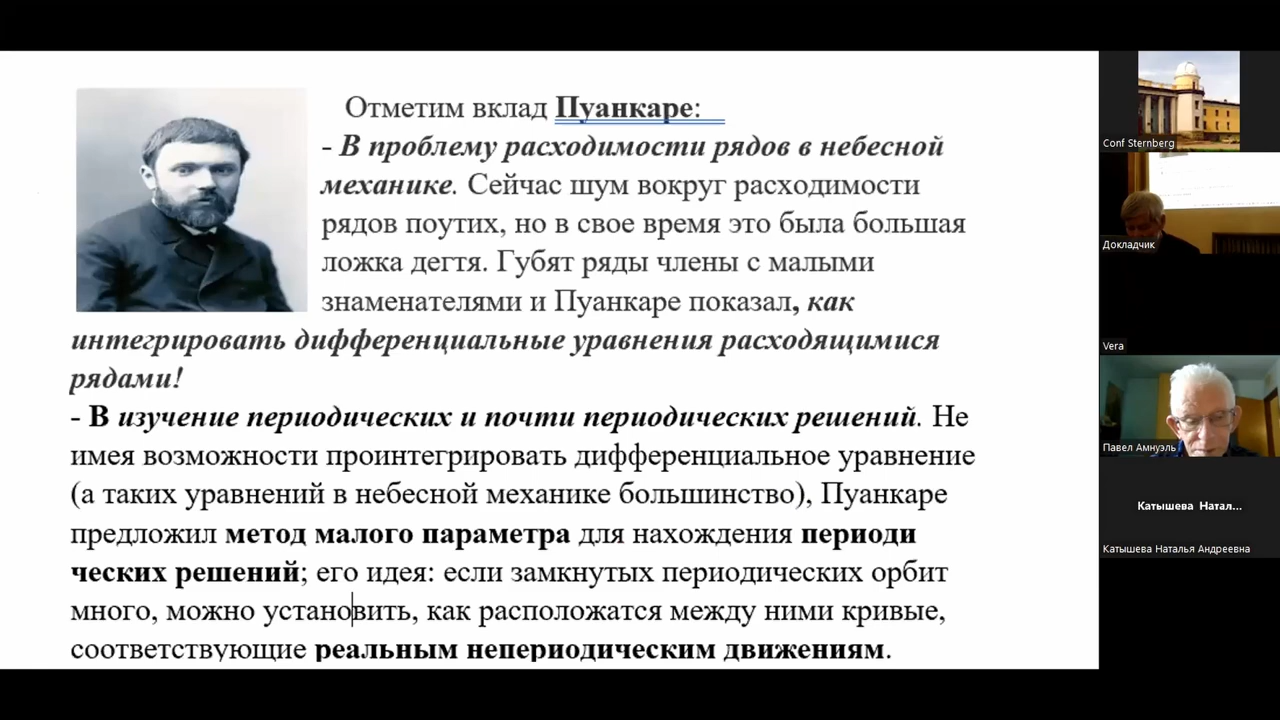 Отметим вклад Пуанкаре:
- В проблему расходимости рядов в небесной
механике. Сейчас шум вокруг расходимости
рядов поутих, но в свое время это была большая
ложка дегтя. Губят ряды члены с малыми
знаменателями и Пуанкаре показал, как
интегрировать дифференциальные уравнения расходящимися
рядами!
- В изучение периодических и почти периодических решений. Не
имея возможности проинтегрировать дифференциальное уравнение
(а таких уравнений в небесной механике большинство), Пуанкаре
предложил метод малого параметра для нахождения периоди
ческих решений; его идея: если замкнутых периодических орбит
много, можно установить, как расположатся между ними кривые,
соответствующие реальным непериодическим движениям.
Conf Sternberg
Докладчик
Vera
Павел Амнуэль
Катышева Натал...
Катышева Наталья Андреевна